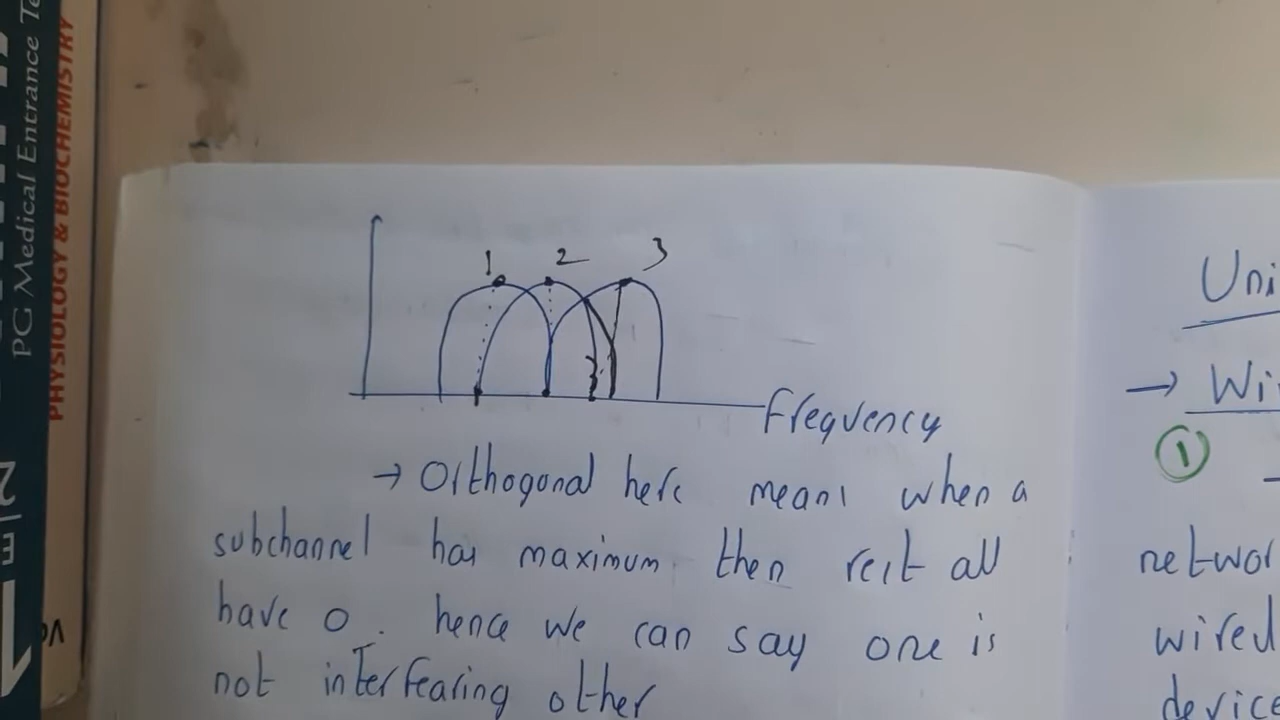 PG Medical Entrance Te
PHYSIOLOGY & BIOCHEMISTRY
1 2 3
Frequency
→ Orthogonal here means when a
subchannel has maximum then rest all
have 0. hence we can say one is
not interfearing other
Uni
→ Wi
1
networ
wired
device